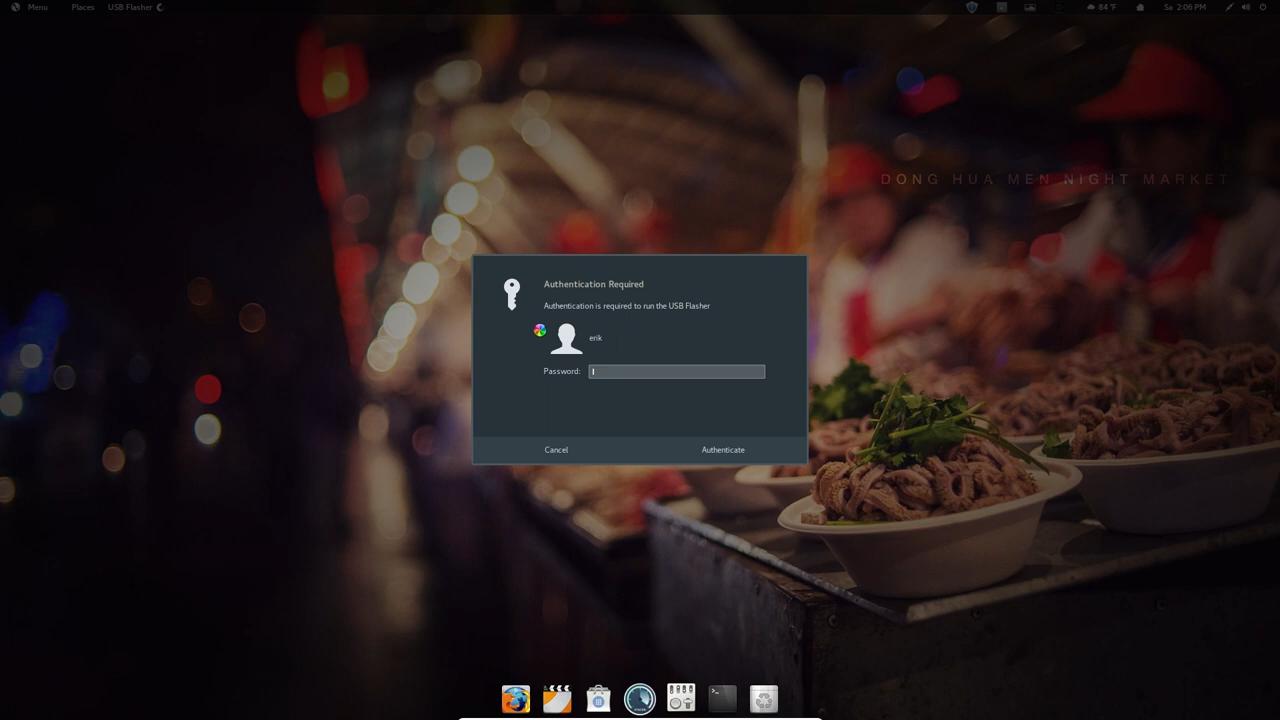 Menu Places USB Flasher 84 °F Sa 2:06 PM
DONG HUA MEN NIGHT MARKET
Authentication Required
Authentication is required to run the USB Flasher
erik
Password:
Cancel Authenticate
>_